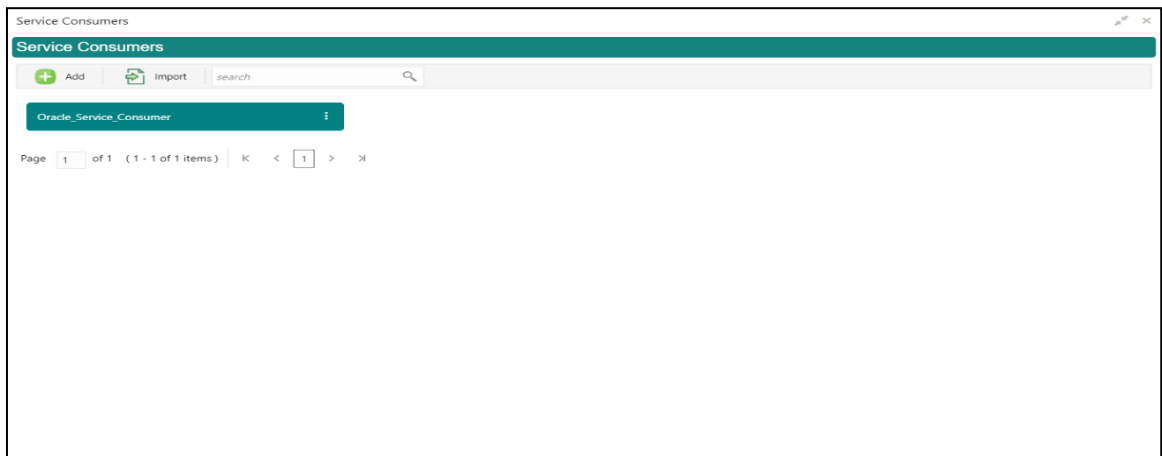 Service Consumers
Service Consumers
Add Import search
Oracle_Service_Consumer
Page 1 of 1 ( 1 - 1 of 1 items ) K < 1 > >|